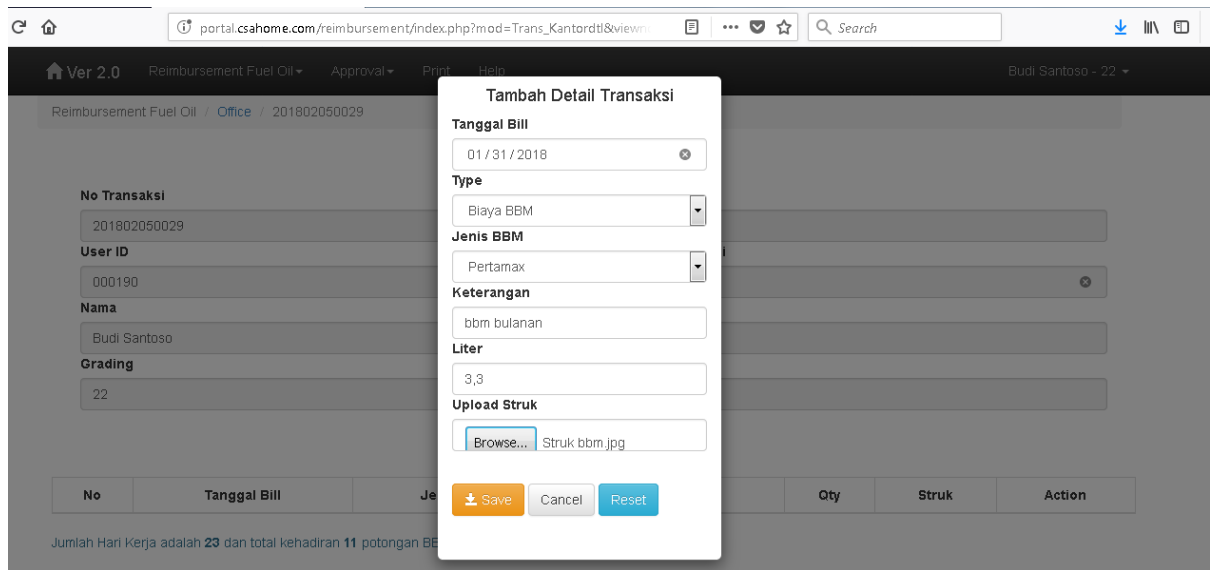 portal.csahome.com/reimbursement/index.php?mod=Trans_Kantordtl&view
Search
Ver 2.0 Reimbursement Fuel Oil Approval Print Help Budi Santoso - 22
Reimbursement Fuel Oil / Office / 201802050029
No Transaksi
201802050029
User ID
000190
Nama
Budi Santoso
Grading
22
Tambah Detail Transaksi
Tanggal Bill
01/31/2018
Type
Biaya BBM
Jenis BBM
Pertamax
Keterangan
bbm bulanan
Liter
3,3
Upload Struk
Browse... Struk bbm.jpg
Save Cancel Reset
No Tanggal Bill Je Qty Struk Action
Jumlah Hari Kerja adalah 23 dan total kehadiran 11 potongan